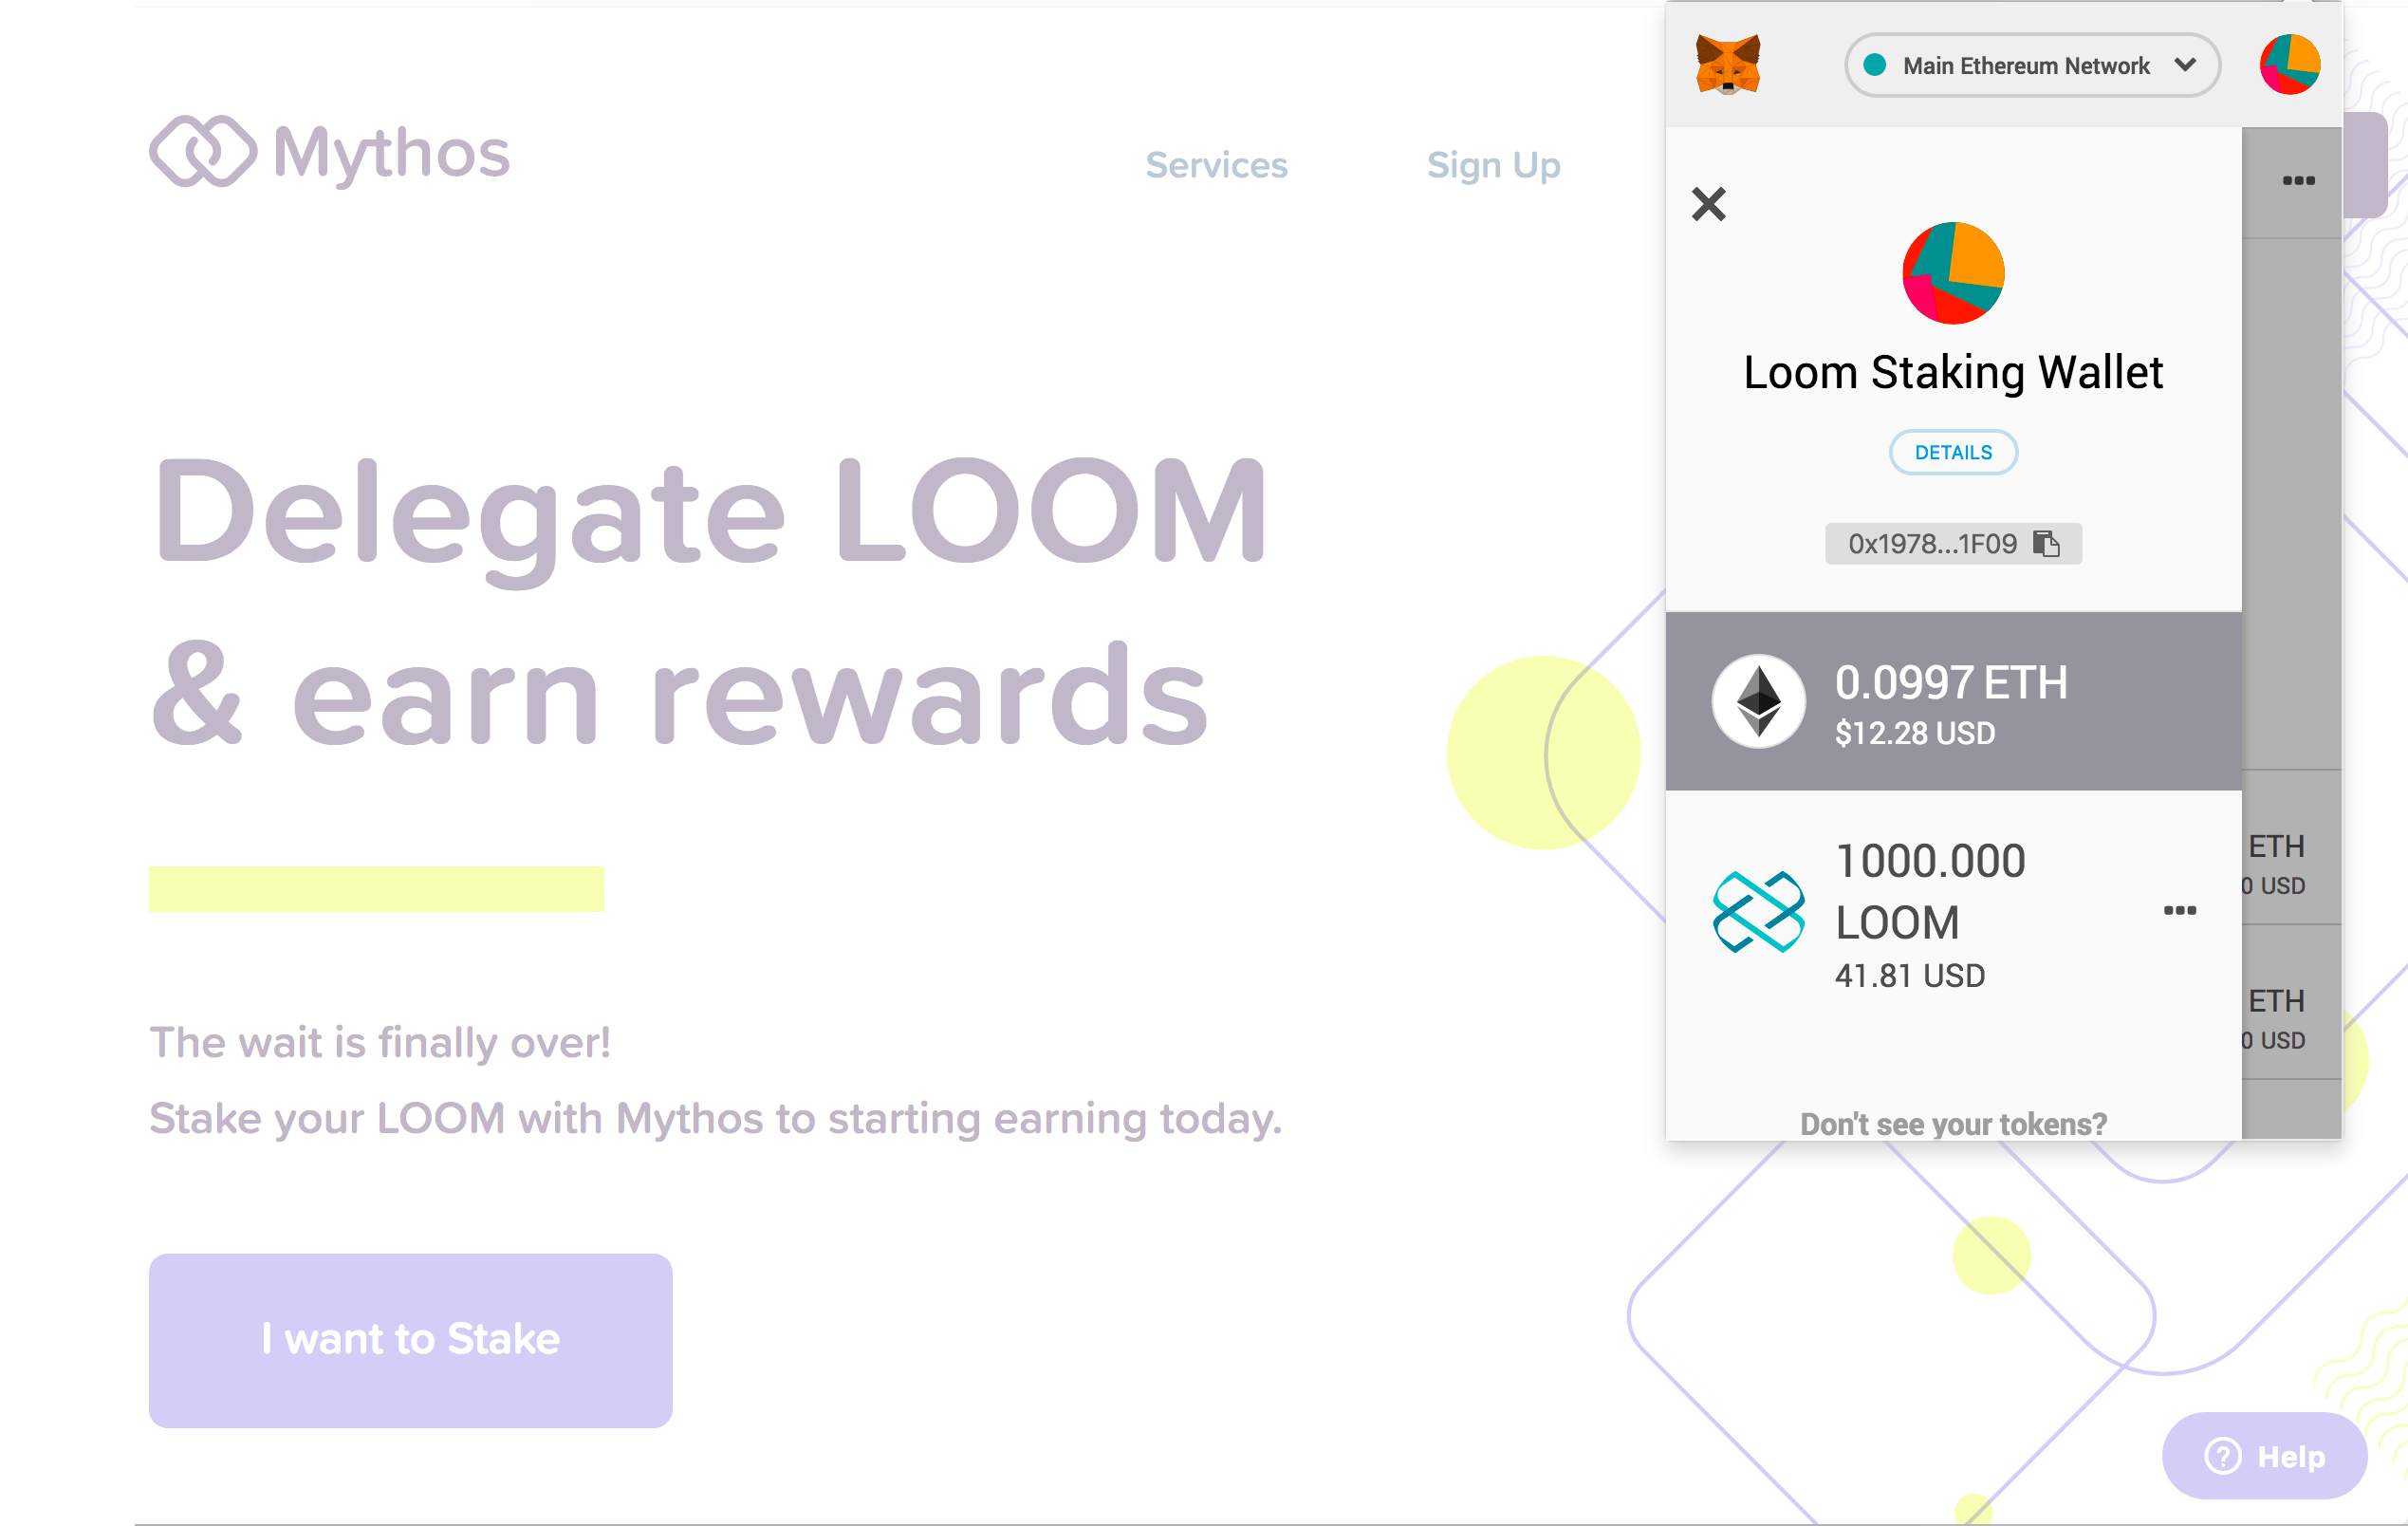 Mythos
Services
Sign Up
Delegate LOOM
& earn rewards
The wait is finally over!
Stake your LOOM with Mythos to starting earning today.
I want to Stake
Main Ethereum Network
Loom Staking Wallet
DETAILS
0x1978...1F09
0.0997 ETH
$12.28 USD
1000.000
LOOM
41.81 USD
Don't see your tokens?
ETH
0 USD
ETH
0 USD
? Help